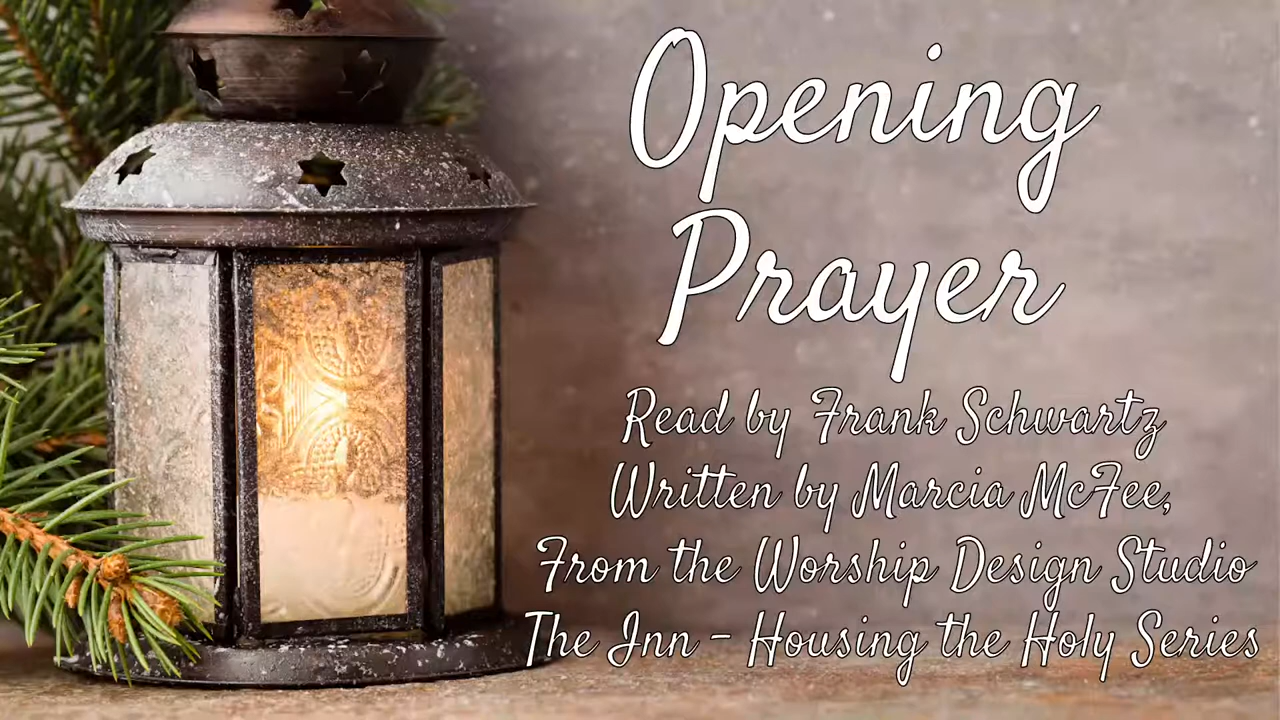 Opening
Prayer
Read by Frank Schwartz
Written by Marcia McFee,
From the Worship Design Studio
The Inn - Housing the Holy Series